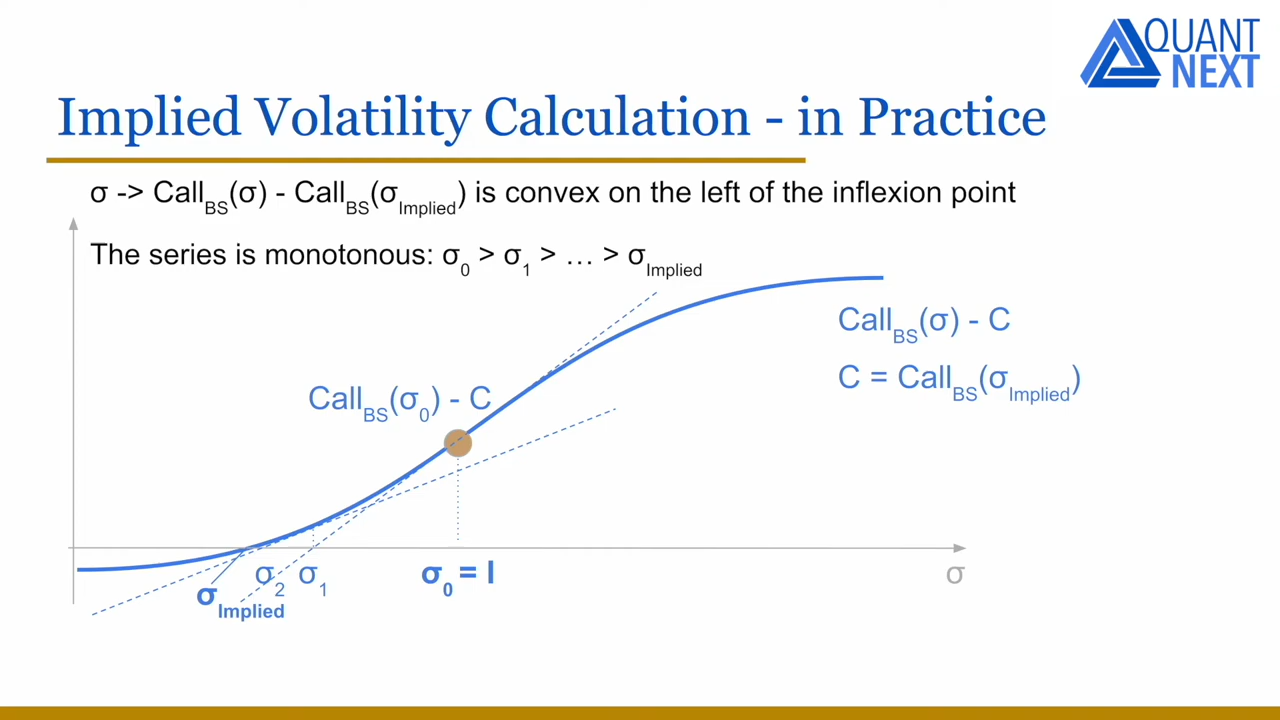 QUANT
NEXT
Implied Volatility Calculation - in Practice
σ -> Call_BS(σ) - Call_BS(σ_Implied) is convex on the left of the inflexion point
The series is monotonous: σ_0 > σ_1 > … > σ_Implied
Call_BS(σ) - C
C = Call_BS(σ_Implied)
Call_BS(σ_0) - C
σ_Implied
σ_2
σ_1
σ_0 = I
σ